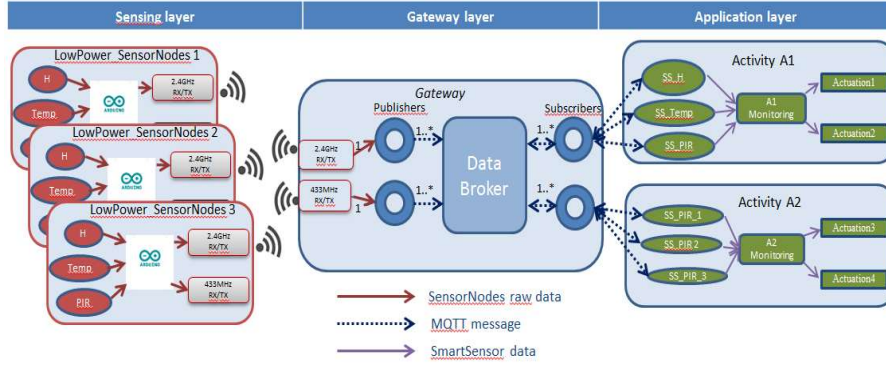 Sensing layer
Gateway layer
Application layer
LowPower_SensorNodes 1
H
Temp
ARDUINO
2.4GHz
RX/TX
LowPower_SensorNodes 2
H
Temp
ARDUINO
2.4GHz
RX/TX
LowPower_SensorNodes 3
H
Temp
PIR
ARDUINO
2.4GHz
RX/TX
433MHz
RX/TX
Gateway
Publishers
Subscribers
2.4GHz
RX/TX
1
1..*
1..*
433MHz
RX/TX
1
1..*
1..*
Data
Broker
Activity A1
SS_H
SS_Temp
SS_PIR
A1
Monitoring
Actuation1
Actuation2
Activity A2
SS_PIR_1
SS_PIR 2
SS_PIR_3
A2
Monitoring
Actuation3
Actuation4
SensorNodes raw data
MQTT message
SmartSensor data